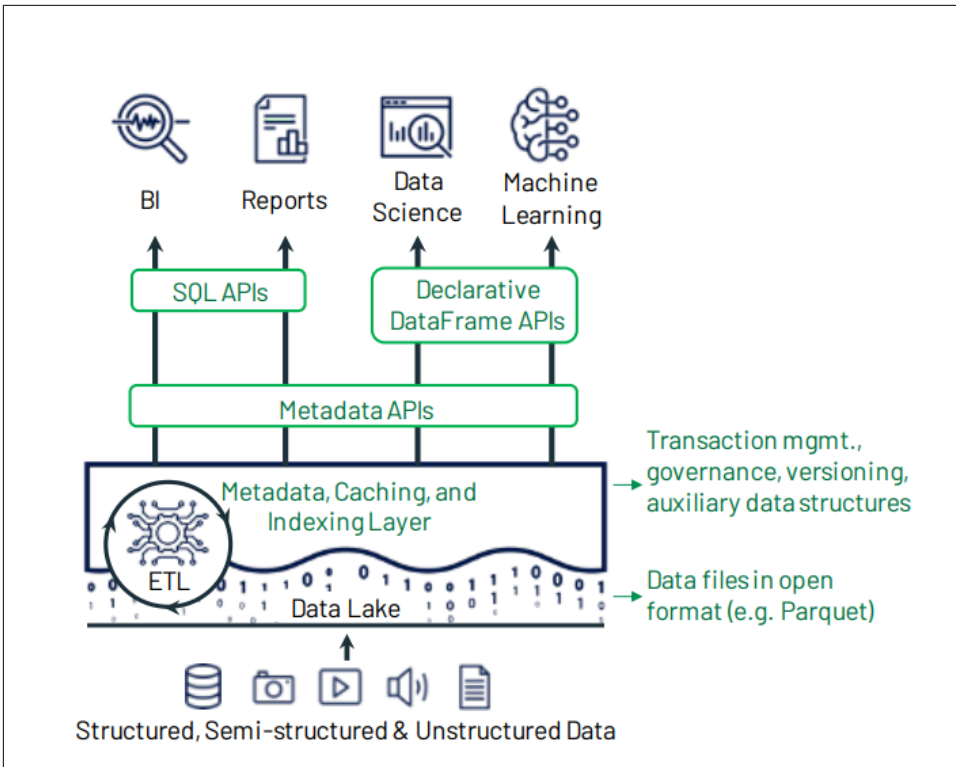 BI
Reports
Data
Science
Machine
Learning
SQL APIs
Declarative
DataFrame APIs
Metadata APIs
Metadata, Caching, and
Indexing Layer
Transaction mgmt.,
governance, versioning,
auxiliary data structures
ETL
Data Lake
Data files in open
format (e.g. Parquet)
Structured, Semi-structured & Unstructured Data